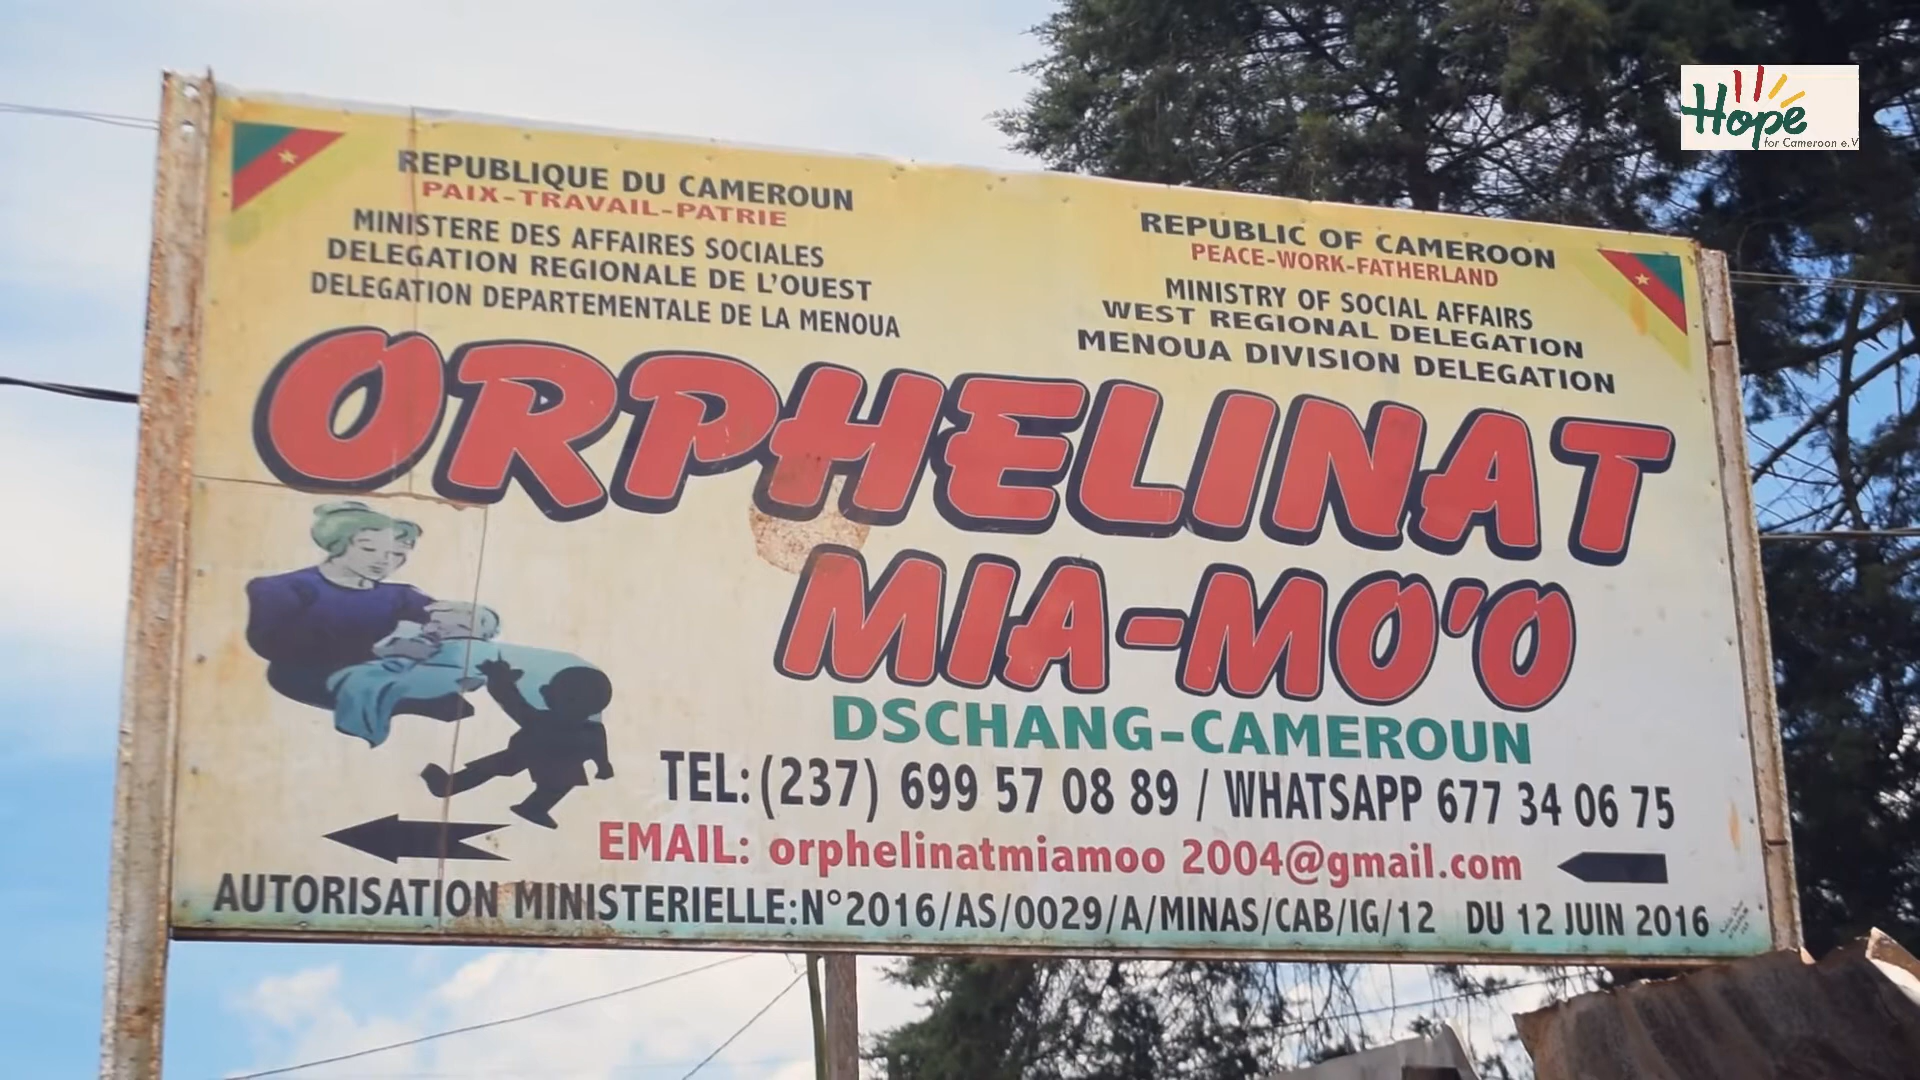 REPUBLIQUE DU CAMEROUN
PAIX-TRAVAIL-PATRIE
MINISTERE DES AFFAIRES SOCIALES
DELEGATION REGIONALE DE L'OUEST
DELEGATION DEPARTEMENTALE DE LA MENOUA
REPUBLIC OF CAMEROON
PEACE-WORK-FATHERLAND
MINISTRY OF SOCIAL AFFAIRS
WEST REGIONAL DELEGATION
MENOUA DIVISION DELEGATION
ORPHELINAT
MIA-MO'O
DSCHANG-CAMEROUN
TEL: (237) 699 57 08 89 / WHATSAPP 677 34 06 75
EMAIL: orphelinatmiamoo 2004@gmail.com
AUTORISATION MINISTERIELLE:N°2016/AS/0029/A/MINAS/CAB/IG/12 DU 12 JUIN 2016
Hope
for Cameroon e.V